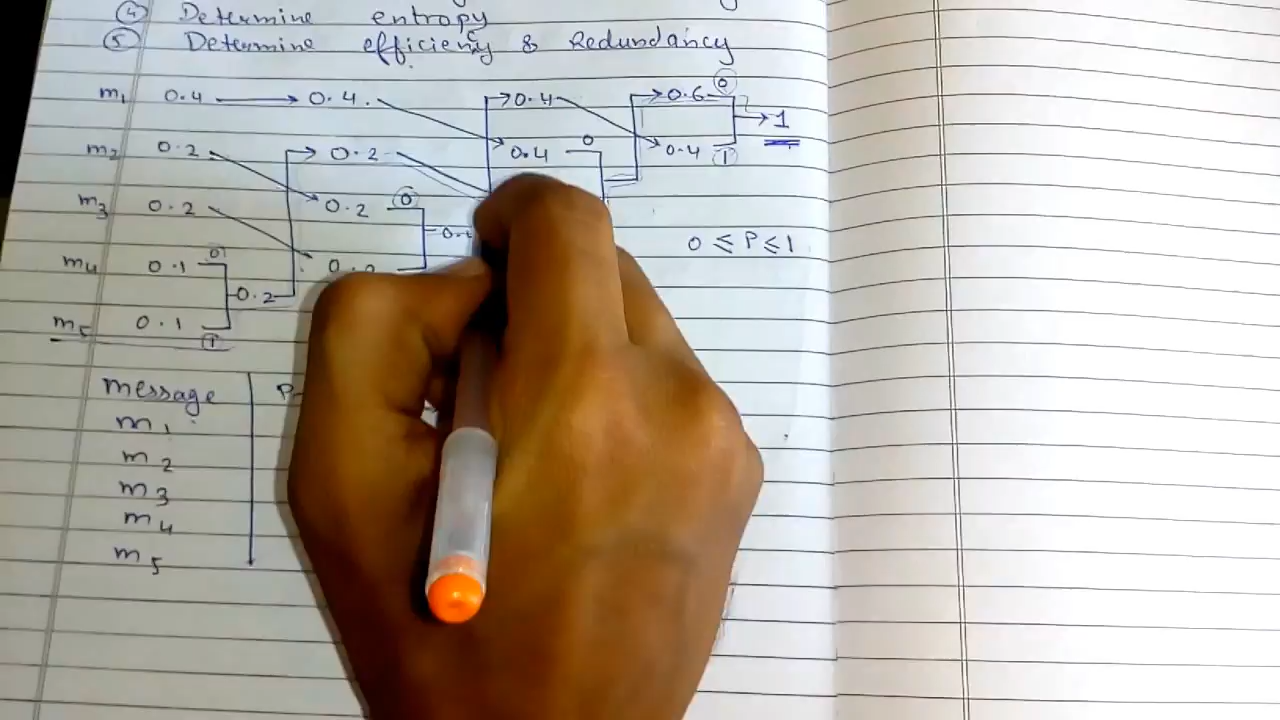 ④ Determine entropy
⑤ Determine efficiency & Redundancy
m₁ 0.4 → 0.4 → 0.4 → 0.6 ⓪
0.4 0 → 1
m₂ 0.2 → 0.2 0.4 ①
m₃ 0.2 0.2 ⓪
0 ≤ P ≤ 1
m₄ 0.1 0
0.2
m₅ 0.1 ①
message
m₁
m₂
m₃
m₄
m₅